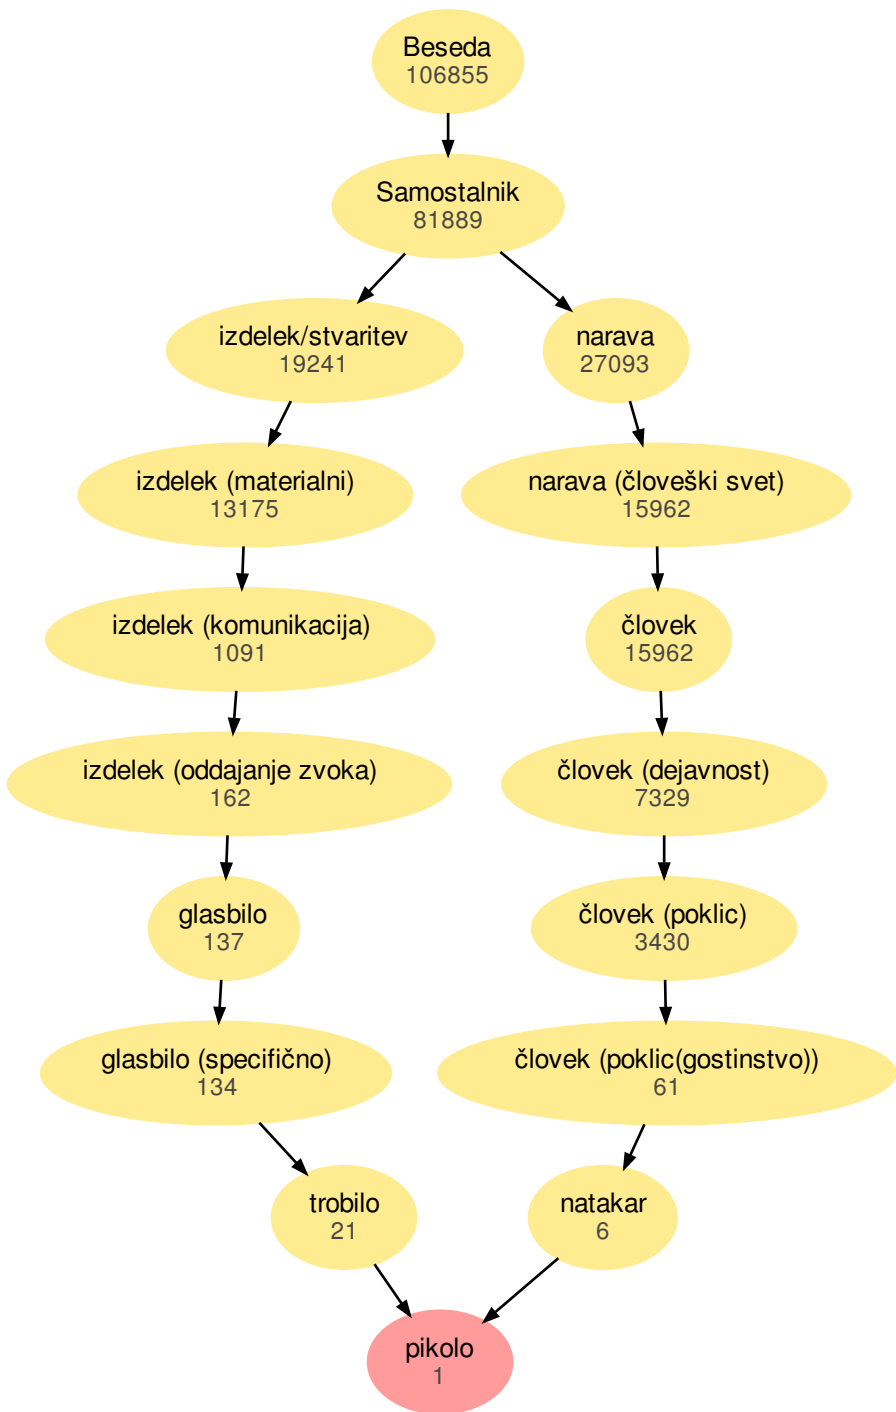 Beseda
106855
Samostalnik
81889
izdelek/stvaritev
19241
narava
27093
izdelek (materialni)
13175
narava (človeški svet)
15962
izdelek (komunikacija)
1091
človek
15962
izdelek (oddajanje zvoka)
162
človek (dejavnost)
7329
glasbilo
137
človek (poklic)
3430
glasbilo (specifično)
134
človek (poklic(gostinstvo))
61
trobilo
21
natakar
6
pikolo
1